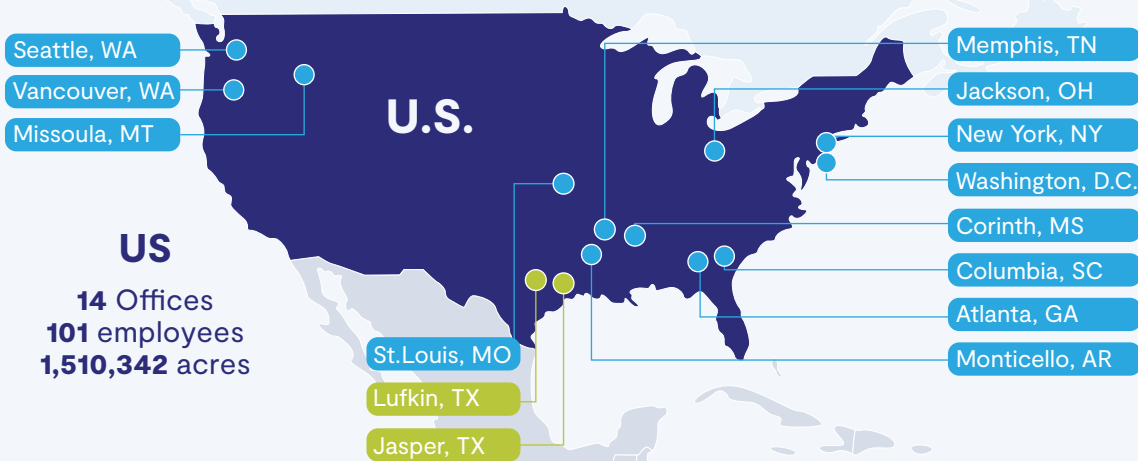 Seattle, WA
Vancouver, WA
Missoula, MT
U.S.
US
14 Offices
101 employees
1,510,342 acres
St.Louis, MO
Lufkin, TX
Jasper, TX
Memphis, TN
Jackson, OH
New York, NY
Washington, D.C.
Corinth, MS
Columbia, SC
Atlanta, GA
Monticello, AR